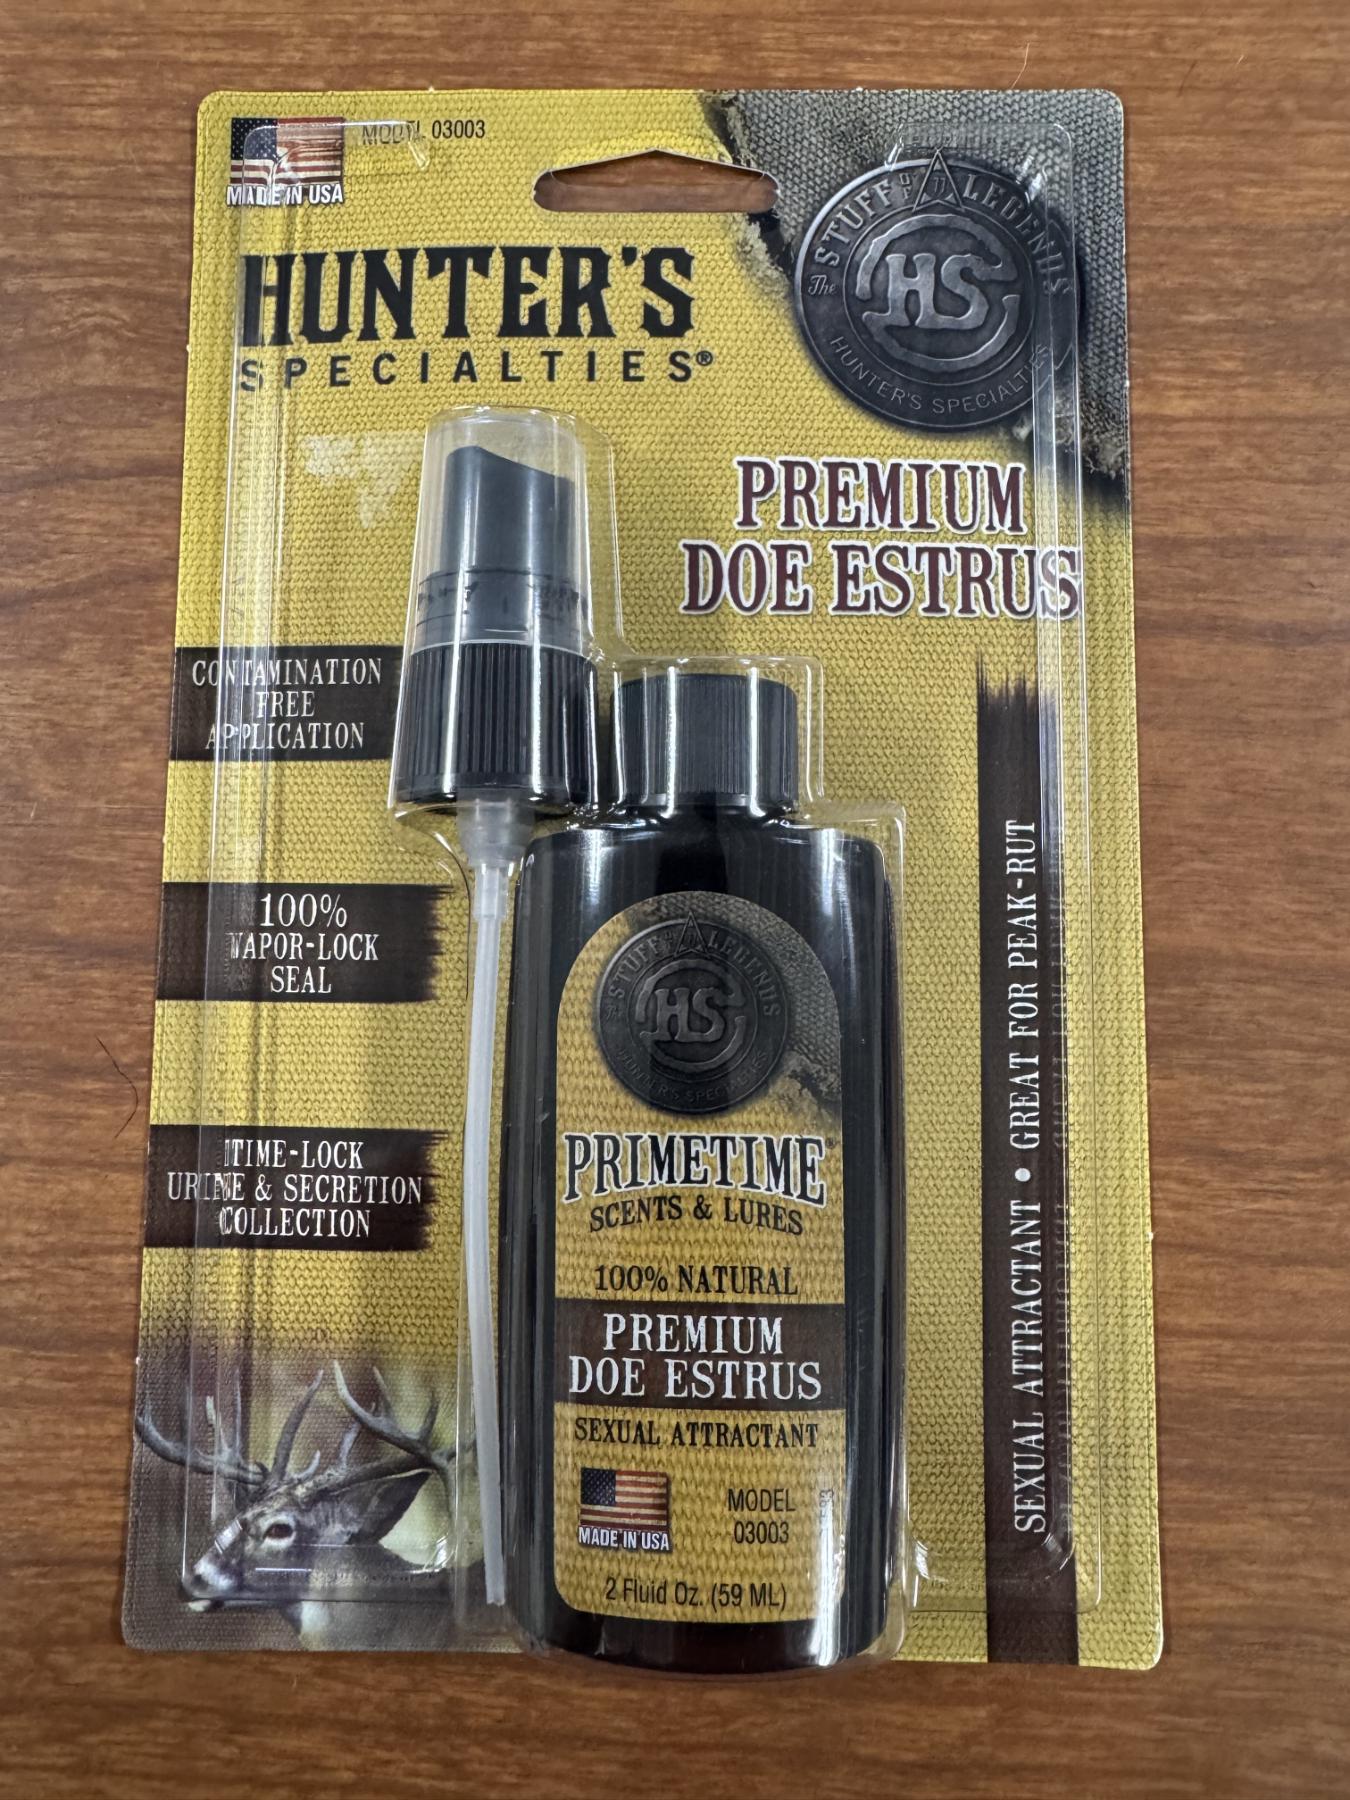 MADE IN USA
MODEL 03003
The STUFF OF LEGENDS
HS
HUNTER'S SPECIALTIES
HUNTER'S
SPECIALTIES®
PREMIUM
DOE ESTRUS
CONTAMINATION
FREE
APPLICATION
100%
VAPOR-LOCK
SEAL
TIME-LOCK
URINE & SECRETION
COLLECTION
SEXUAL ATTRACTANT • GREAT FOR PEAK-RUT
The STUFF OF LEGENDS
HS
HUNTER'S SPECIALTIES
PRIMETIME®
SCENTS & LURES
100% NATURAL
PREMIUM
DOE ESTRUS
SEXUAL ATTRACTANT
MADE IN USA
MODEL
03003
2 Fluid Oz. (59 ML)